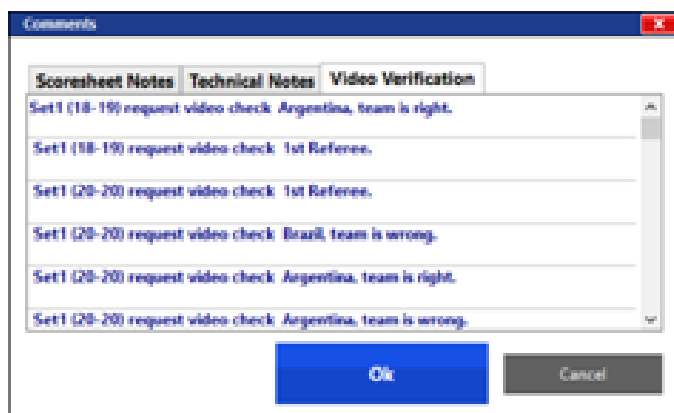 Comments
Scoresheet Notes Technical Notes Video Verification
Set1 (18-19) request video check Argentina, team is right.
Set1 (18-19) request video check 1st Referee.
Set1 (20-20) request video check 1st Referee.
Set1 (20-20) request video check Brazil, team is wrong.
Set1 (20-20) request video check Argentina, team is right.
Set1 (20-20) request video check Argentina, team is wrong.
Ok Cancel